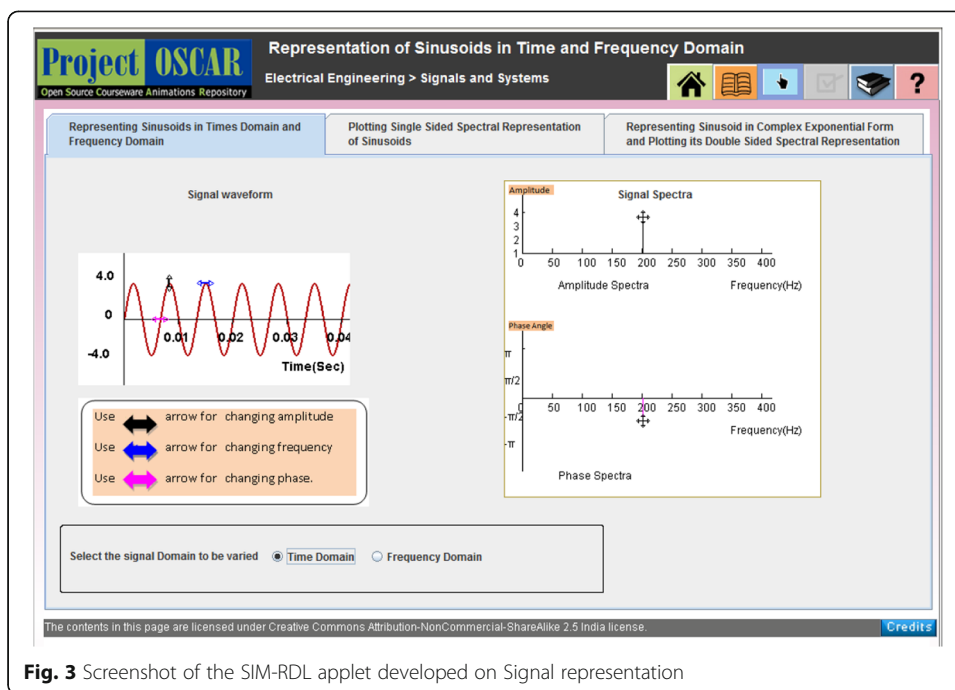 Project OSCAR
Open Source Courseware Animations Repository
Representation of Sinusoids in Time and Frequency Domain
Electrical Engineering > Signals and Systems
?
Representing Sinusoids in Times Domain and
Frequency Domain
Plotting Single Sided Spectral Representation
of Sinusoids
Representing Sinusoid in Complex Exponential Form
and Plotting its Double Sided Spectral Representation
Signal waveform
4.0
0
-4.0
0.01 0.02 0.03 0.04
Time(Sec)
Use arrow for changing amplitude
Use arrow for changing frequency
Use arrow for changing phase.
Amplitude
Signal Spectra
4
3
2
1
0 50 100 150 200 250 300 350 400
Amplitude Spectra
Frequency(Hz)
Phase Angle
π
π/2
0 50 100 150 200 250 300 350 400
-π/2
-π
Frequency(Hz)
Phase Spectra
Select the signal Domain to be varied Time Domain Frequency Domain
The contents in this page are licensed under Creative Commons Attribution-NonCommercial-ShareAlike 2.5 India license.
Credits
Fig. 3 Screenshot of the SIM-RDL applet developed on Signal representation